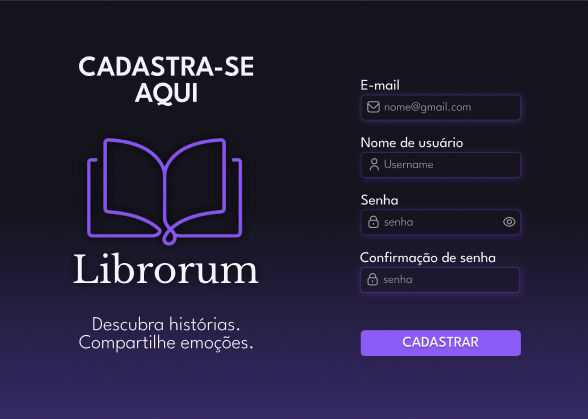 CADASTRA-SE
AQUI
Librorum
Descubra histórias.
Compartilhe emoções.
E-mail
nome@gmail.com
Nome de usuário
Username
Senha
senha
Confirmação de senha
senha
CADASTRAR